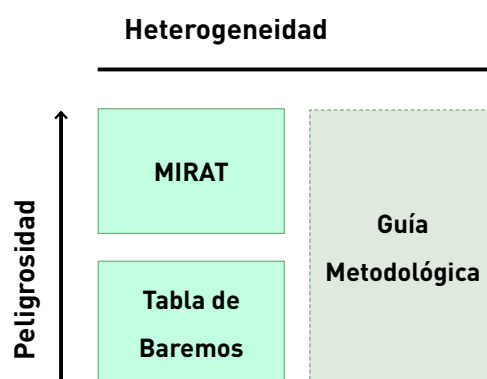 Heterogeneidad
Peligrosidad
MIRAT
Guía
Metodológica
Tabla de
Baremos